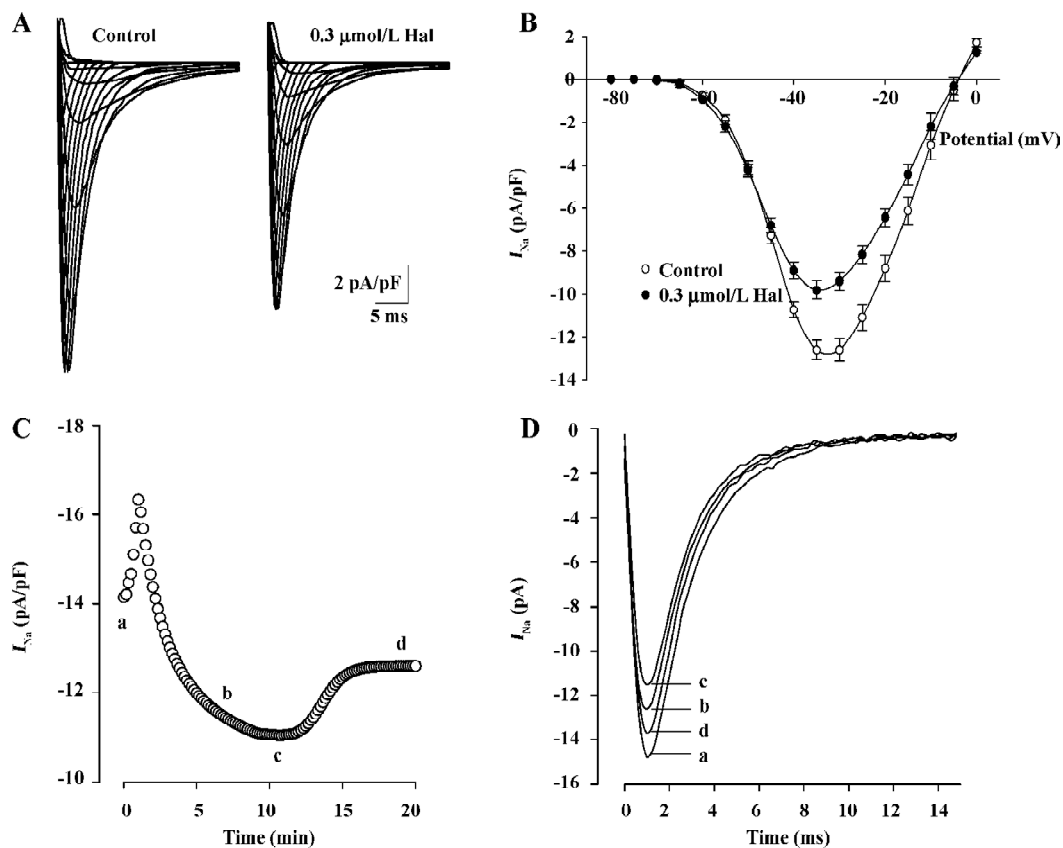 A
Control
0.3 μmol/L Hal
2 pA/pF
5 ms
B
2
0
-2
-4
-6
-8
-10
-12
-14
-80
-60
-40
-20
0
Potential (mV)
I_Na (pA/pF)
Control
0.3 μmol/L Hal
C
-18
-16
-14
-12
-10
I_Na (pA/pF)
a
b
c
d
0
5
10
15
20
Time (min)
D
0
-2
-4
-6
-8
-10
-12
-14
-16
I_Na (pA)
c
b
d
a
0
2
4
6
8
10
12
14
Time (ms)